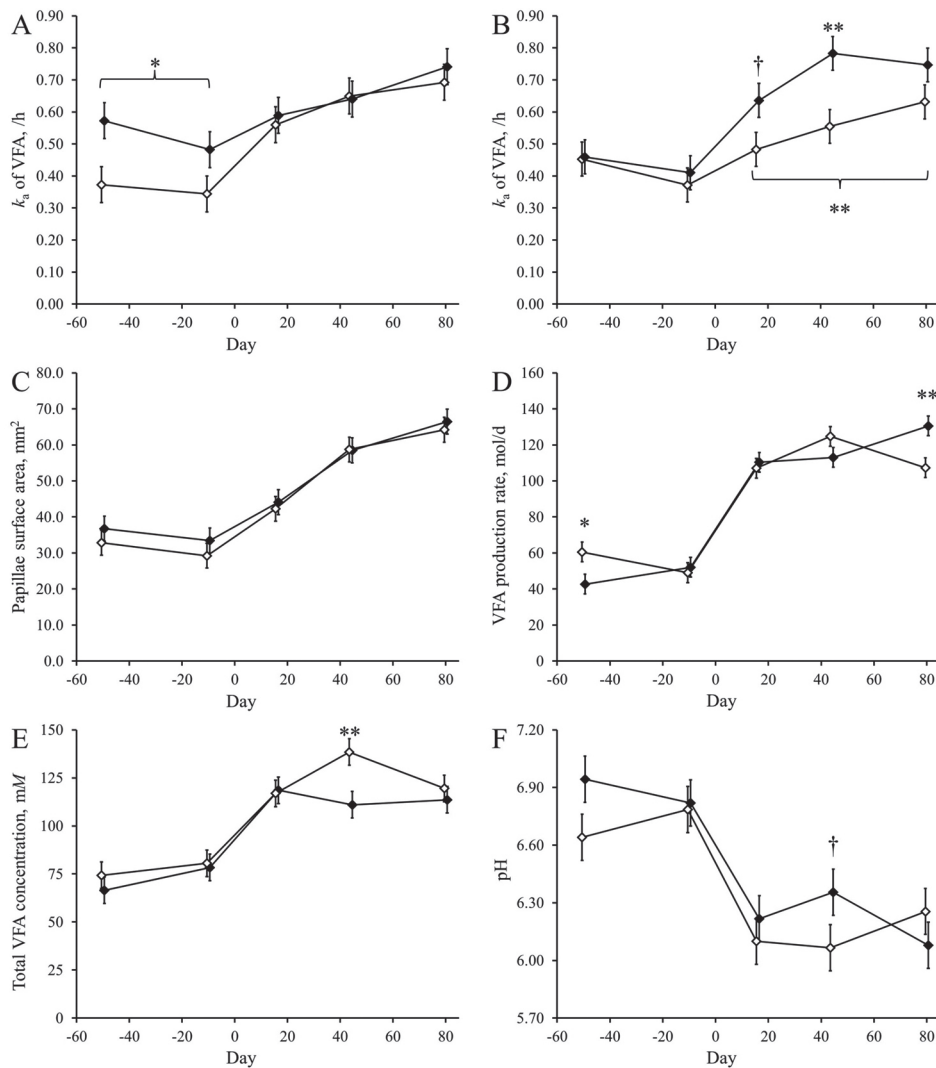 A
0.90
0.80
0.70
0.60
0.50
0.40
0.30
0.20
0.10
0.00
kₐ of VFA, /h
*
-60 -40 -20 0 20 40 60 80
Day
B
0.90
0.80
0.70
0.60
0.50
0.40
0.30
0.20
0.10
0.00
kₐ of VFA, /h
†
**
**
-60 -40 -20 0 20 40 60 80
Day
C
80.0
70.0
60.0
50.0
40.0
30.0
20.0
10.0
0.0
Papillae surface area, mm²
-60 -40 -20 0 20 40 60 80
Day
D
160
140
120
100
80
60
40
20
0
VFA production rate, mol/d
*
**
-60 -40 -20 0 20 40 60 80
Day
E
150
125
100
75
50
25
0
Total VFA concentration, mM
**
-60 -40 -20 0 20 40 60 80
Day
F
7.20
6.90
6.60
6.30
6.00
5.70
pH
†
-60 -40 -20 0 20 40 60 80
Day